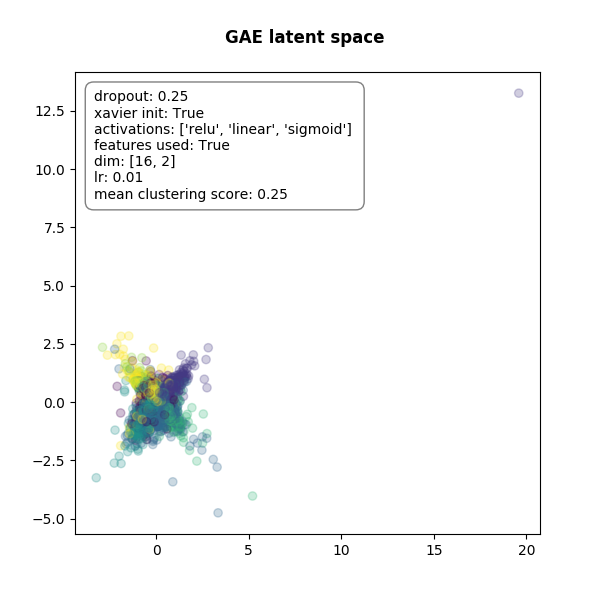 GAE latent space
dropout: 0.25
xavier init: True
activations: ['relu', 'linear', 'sigmoid']
features used: True
dim: [16, 2]
lr: 0.01
mean clustering score: 0.25
12.5
10.0
7.5
5.0
2.5
0.0
−2.5
−5.0
0 5 10 15 20